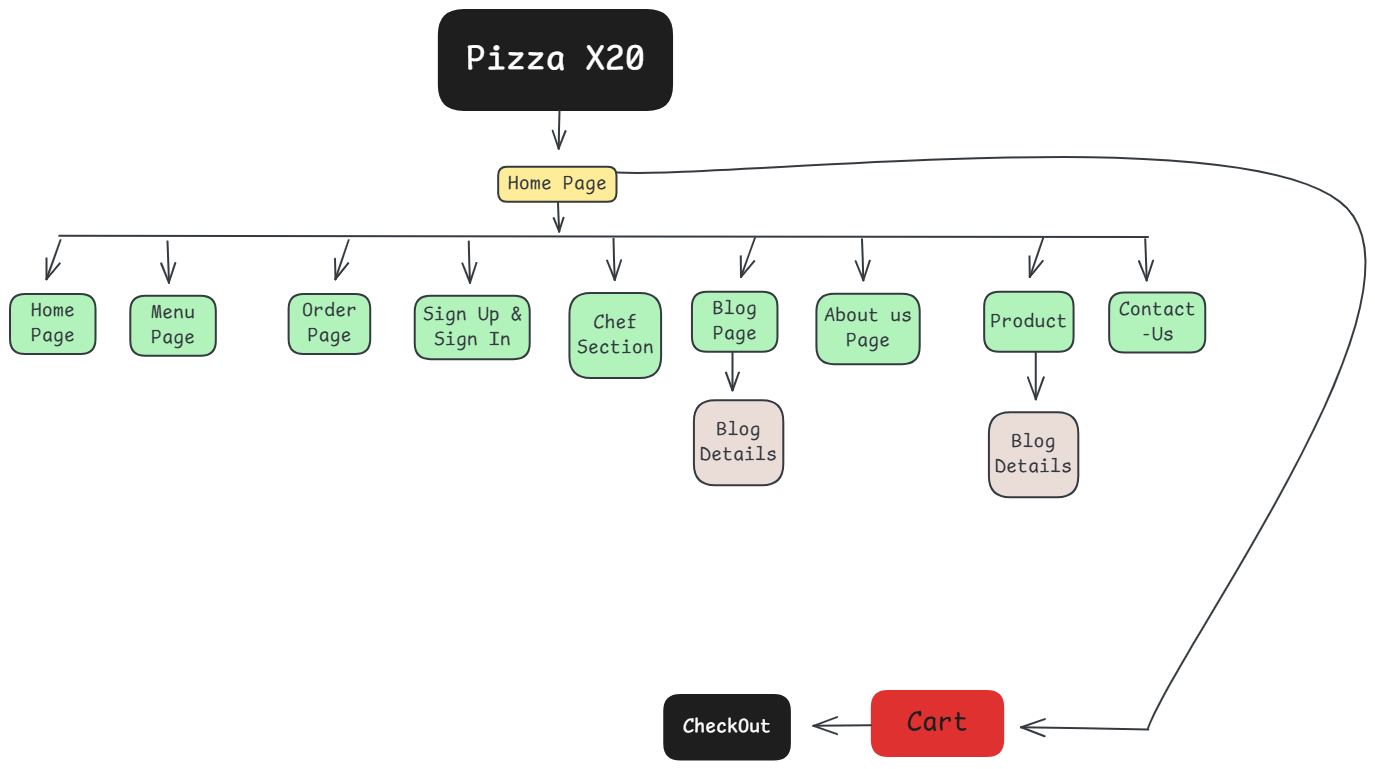 Pizza X20
Home Page
Home
Page
Menu
Page
Order
Page
Sign Up &
Sign In
Chef
Section
Blog
Page
About us
Page
Product
Contact
-Us
Blog
Details
Blog
Details
CheckOut
Cart